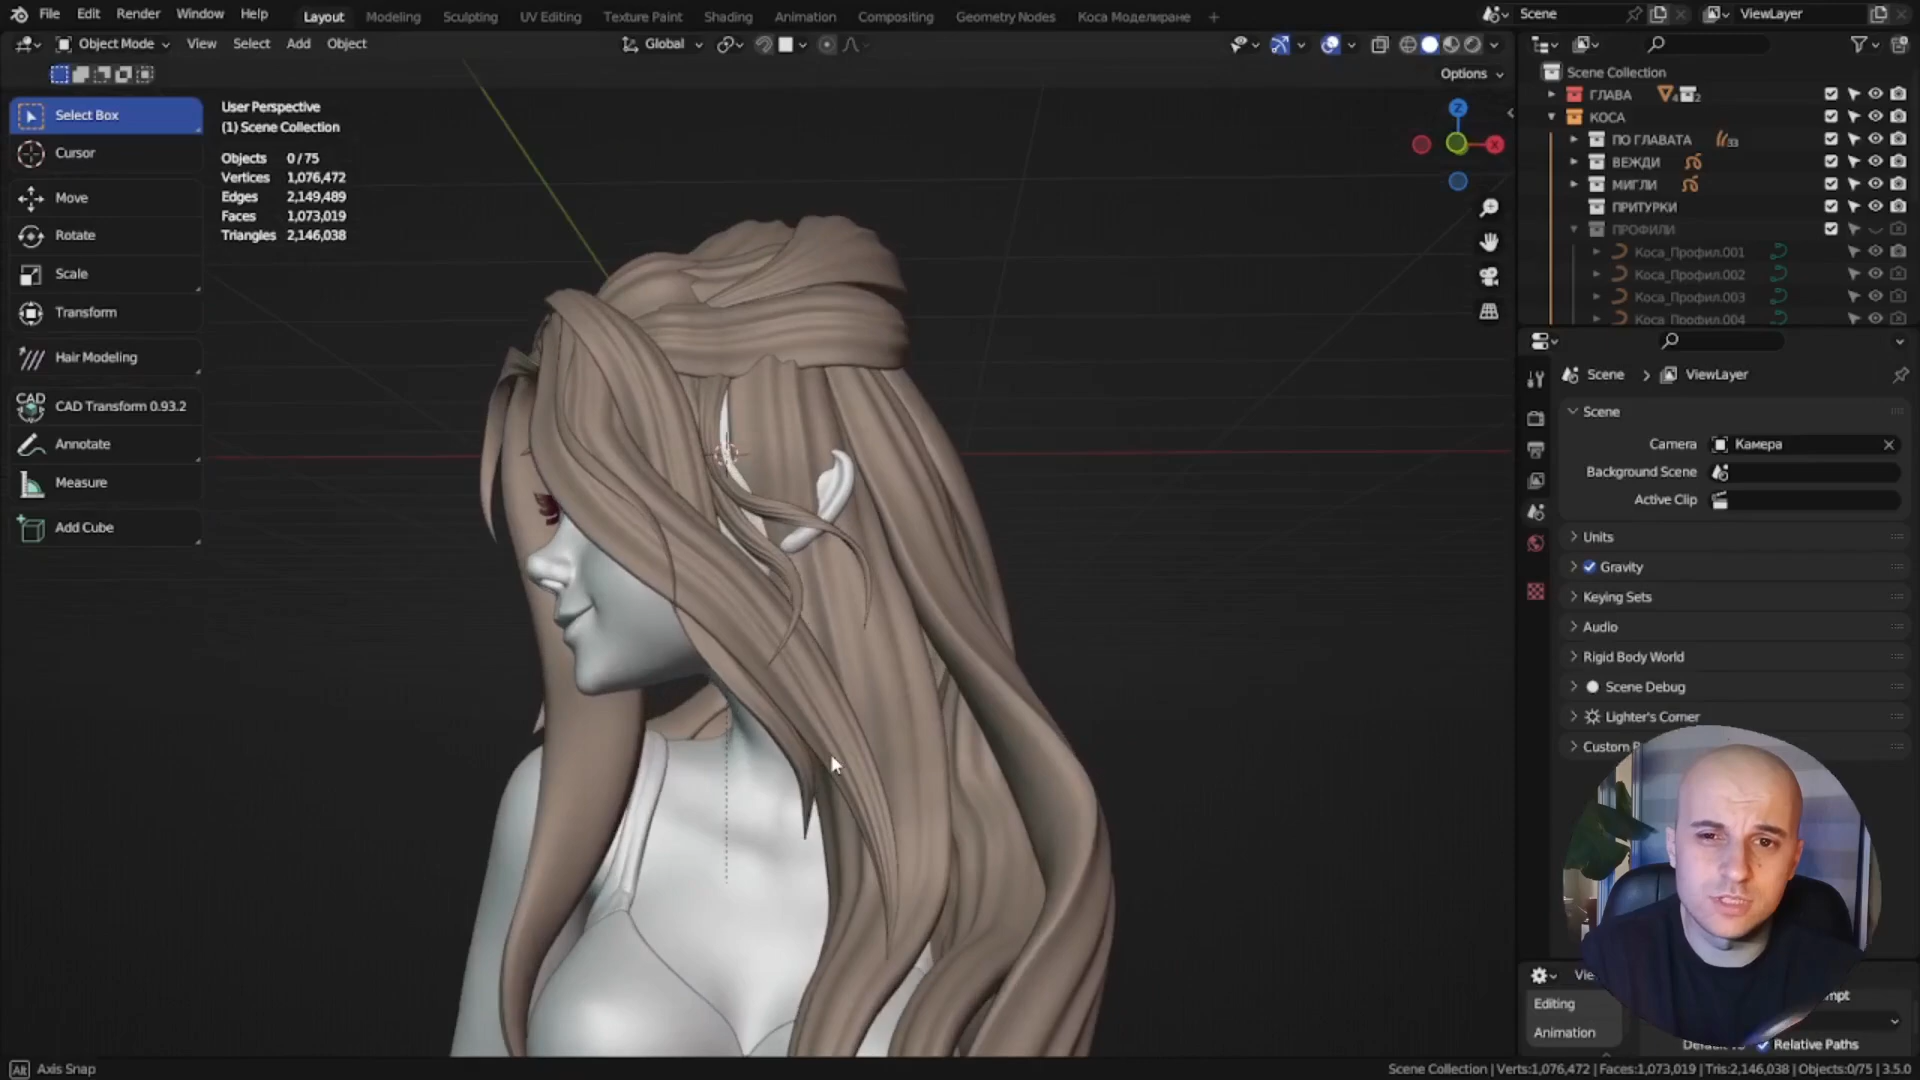 File Edit Render Window Help Layout Modeling Sculpting UV Editing Texture Paint Shading Animation Compositing Geometry Nodes Коса Моделиране + Scene ViewLayer
Object Mode View Select Add Object Global
Options
Select Box
Cursor
Move
Rotate
Scale
Transform
Hair Modeling
CAD
CAD Transform 0.93.2
Annotate
Measure
Add Cube
User Perspective
(1) Scene Collection
Objects 0/75
Vertices 1,076,472
Edges 2,149,489
Faces 1,073,019
Triangles 2,146,038
Z
X
Scene Collection
ГЛАВА 4 2
КОСА
ПО ГЛАВАТА 33
ВЕЖДИ
МИГЛИ
ПРИТУРКИ
ПРОФИЛИ
Коса_Профил.001
Коса_Профил.002
Коса_Профил.003
Коса_Профил.004
Scene > ViewLayer
Scene
Camera Камера
Background Scene
Active Clip
Units
Gravity
Keying Sets
Audio
Rigid Body World
Scene Debug
Lighter's Corner
Custom
Editing
Animation
Relative Paths
Alt Axis Snap
Scene Collection | Verts:1,076,472 | Faces:1,073,019 | Tris:2,146,038 | Objects:0/75 | 3.5.0